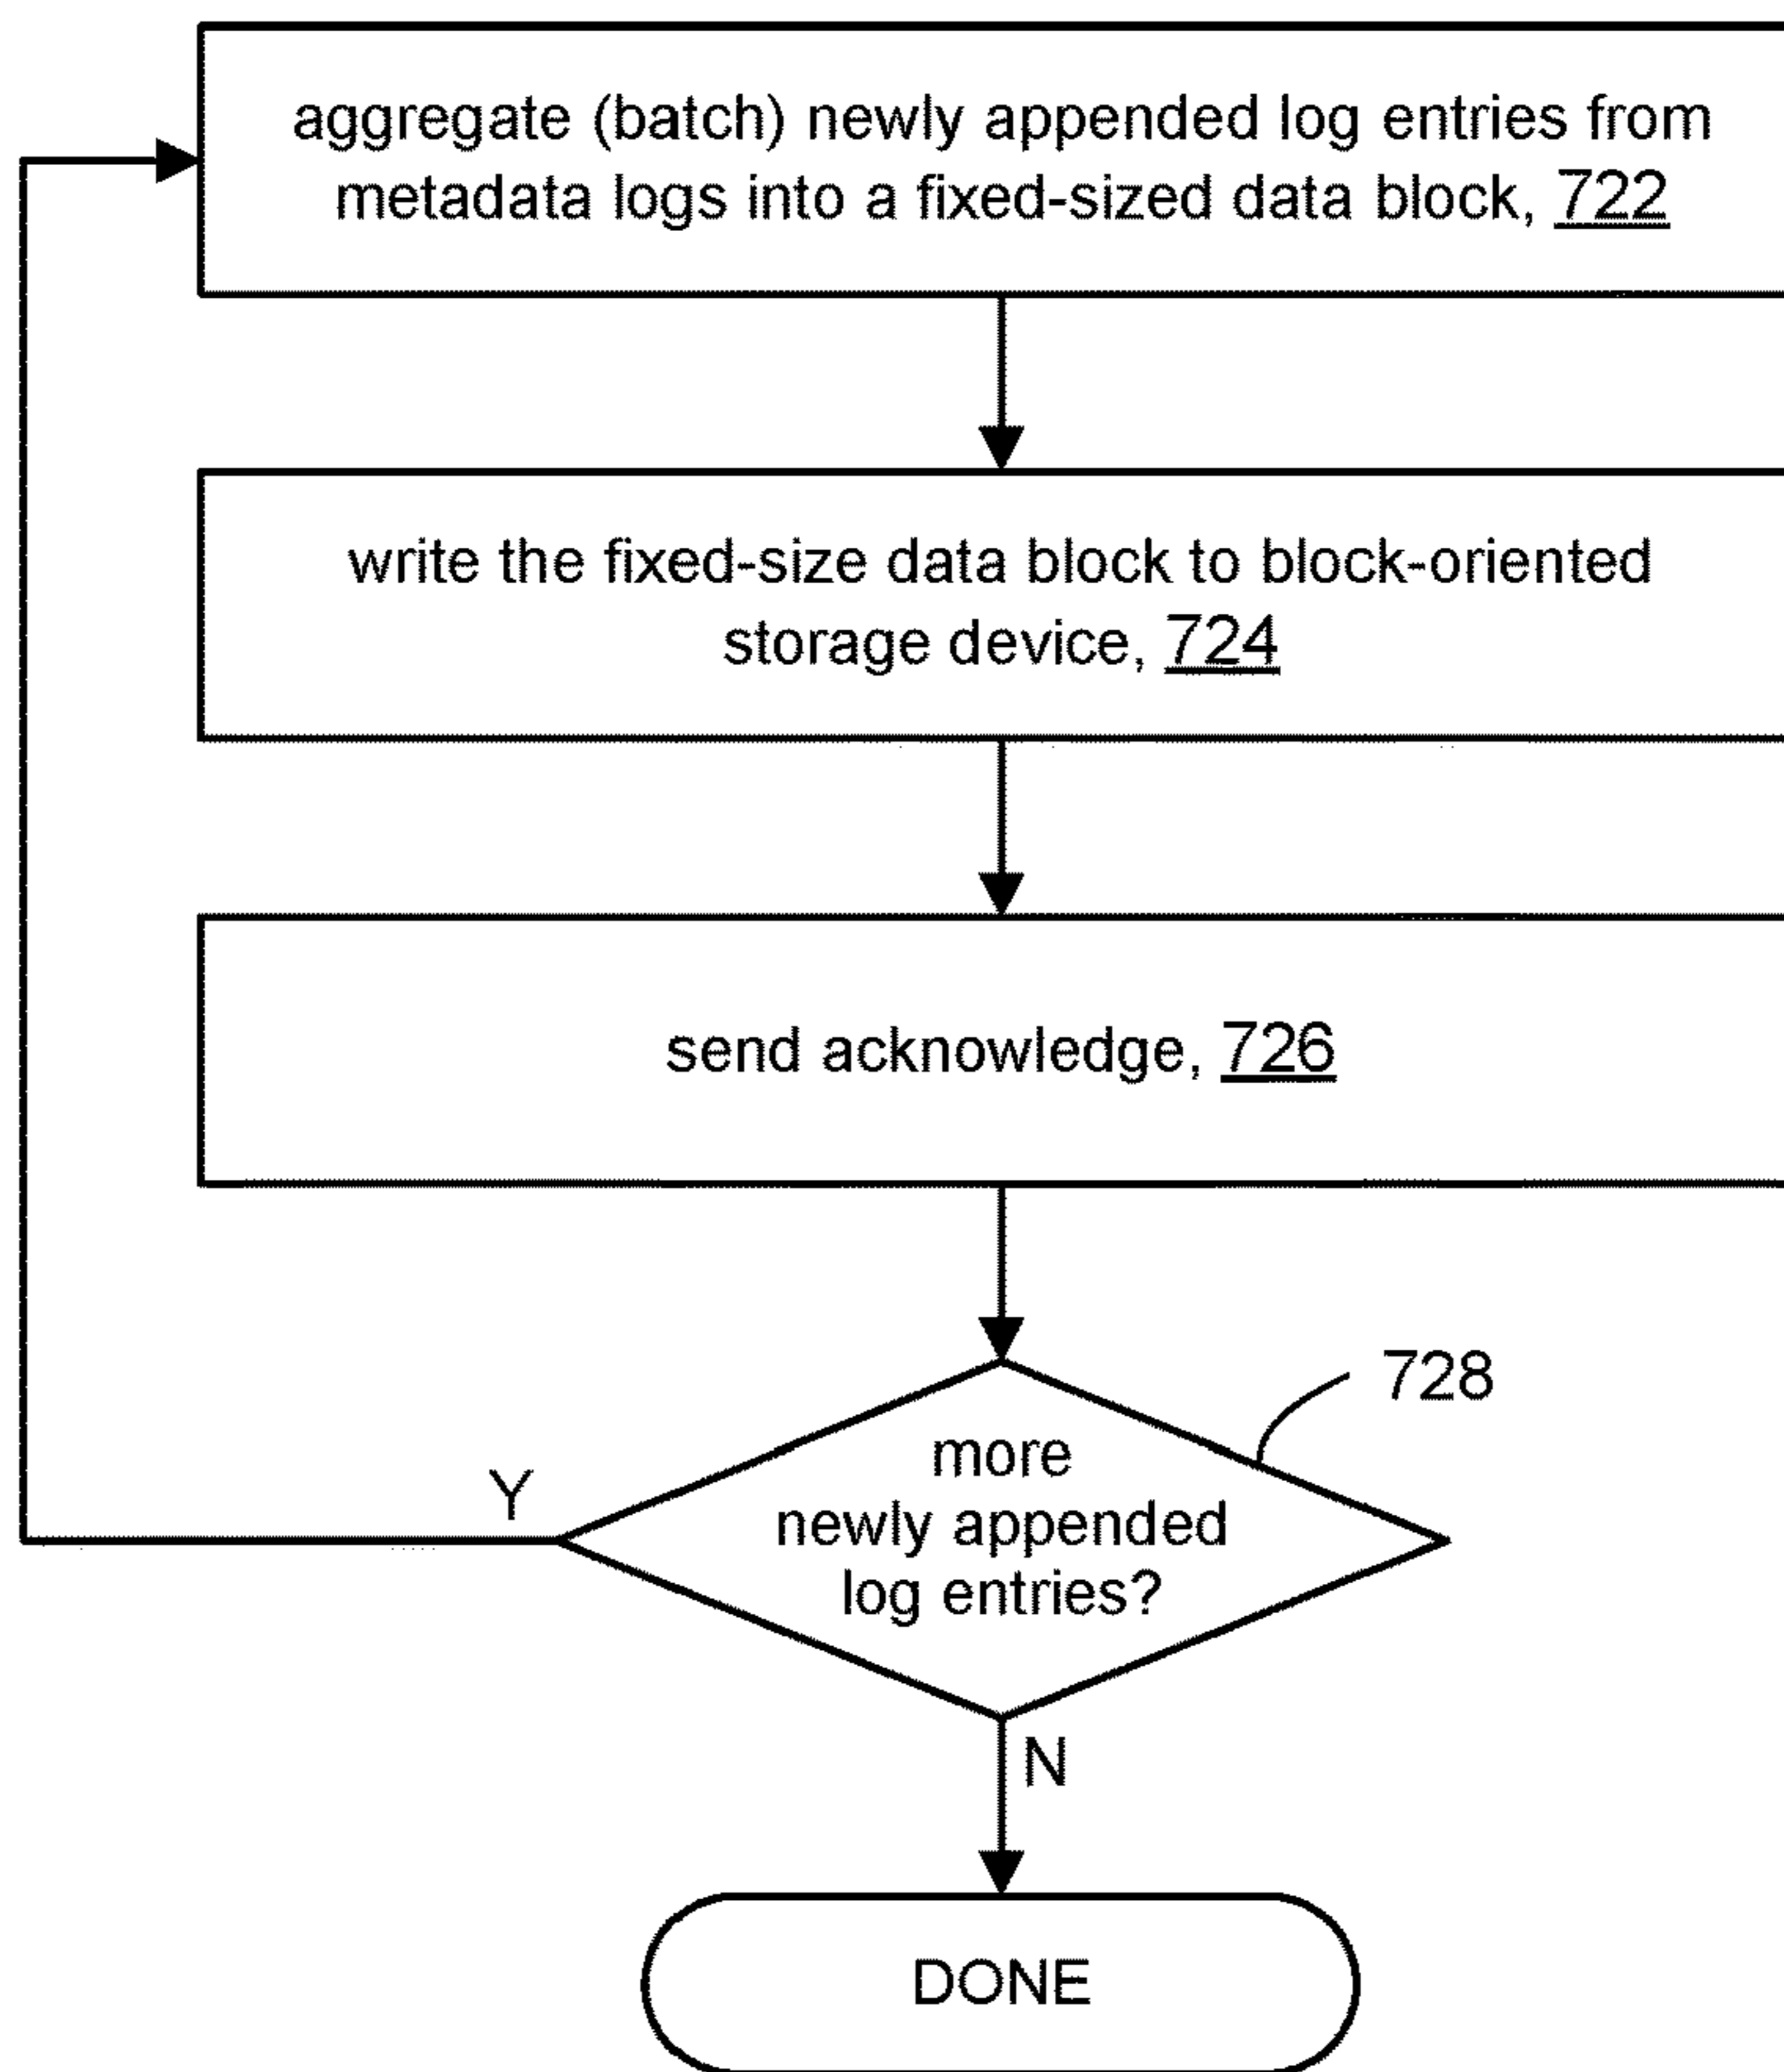 aggregate (batch) newly appended log entries from
metadata logs into a fixed-sized data block, 722
write the fixed-size data block to block-oriented
storage device, 724
send acknowledge, 726
728
more
newly appended
log entries?
Y
N
DONE